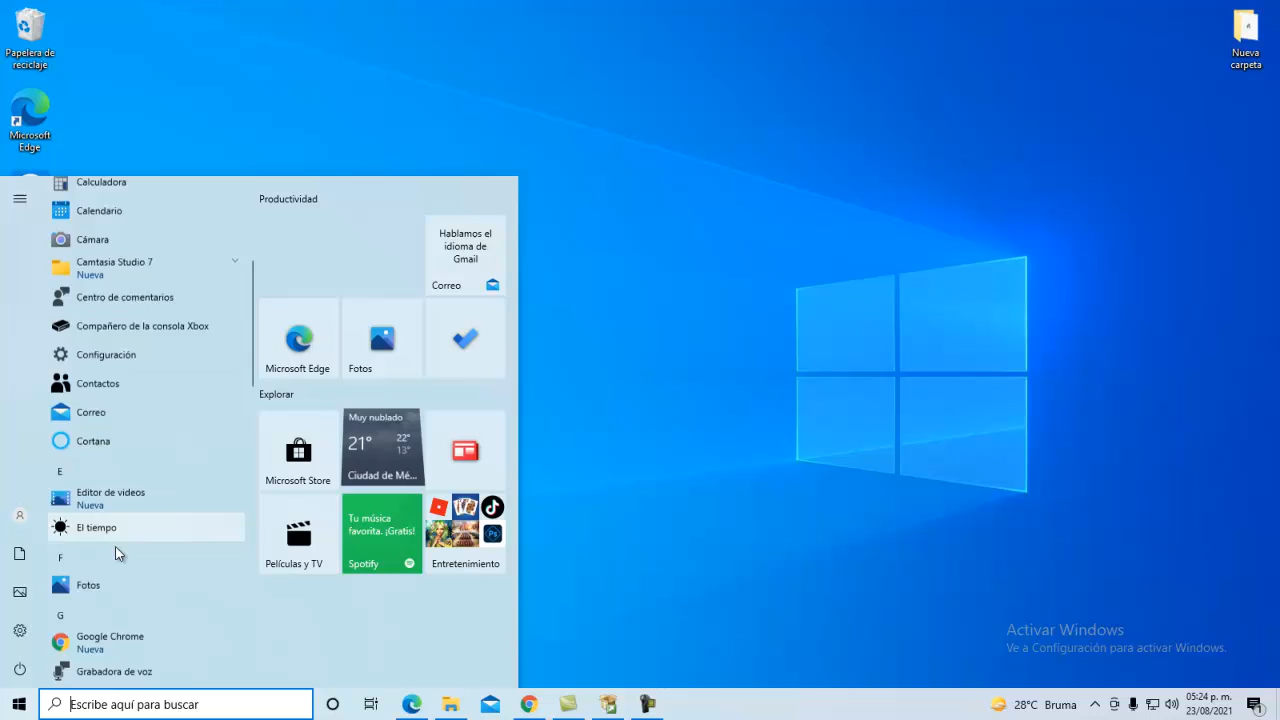 Papelera de
reciclaje
Microsoft
Edge
Nueva
carpeta
Calculadora
Calendario
Cámara
Camtasia Studio 7
Nueva
Centro de comentarios
Compañero de la consola Xbox
Configuración
Contactos
Correo
Cortana
E
Editor de videos
Nueva
El tiempo
F
Fotos
G
Google Chrome
Nueva
Grabadora de voz
Productividad
Hablamos el
idioma de
Gmail
Correo
Microsoft Edge
Fotos
Explorar
Microsoft Store
Muy nublado
21° 22°
13°
Ciudad de Mé...
Películas y TV
Tu música
favorita. ¡Gratis!
Spotify
Ps
Entretenimiento
Activar Windows
Ve a Configuración para activar Windows.
Escribe aquí para buscar
28°C Bruma
05:24 p. m.
23/08/2021
1